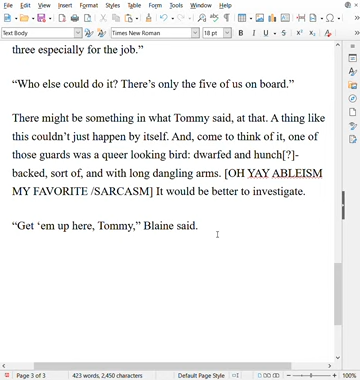 File Edit View Insert Format Styles Table Form Tools Window Help
Text Body Times New Roman 18 pt B I U S A
three especially for the job.”
“Who else could do it? There’s only the five of us on board.”
There might be something in what Tommy said, at that. A thing like
this couldn’t just happen by itself. And, come to think of it, one of
those guards was a queer looking bird: dwarfed and hunch[?]-
backed, sort of, and with long dangling arms. [OH YAY ABLEISM
MY FAVORITE /SARCASM] It would be better to investigate.
“Get ‘em up here, Tommy,” Blaine said.
Page 3 of 3 423 words, 2,450 characters Default Page Style 100%